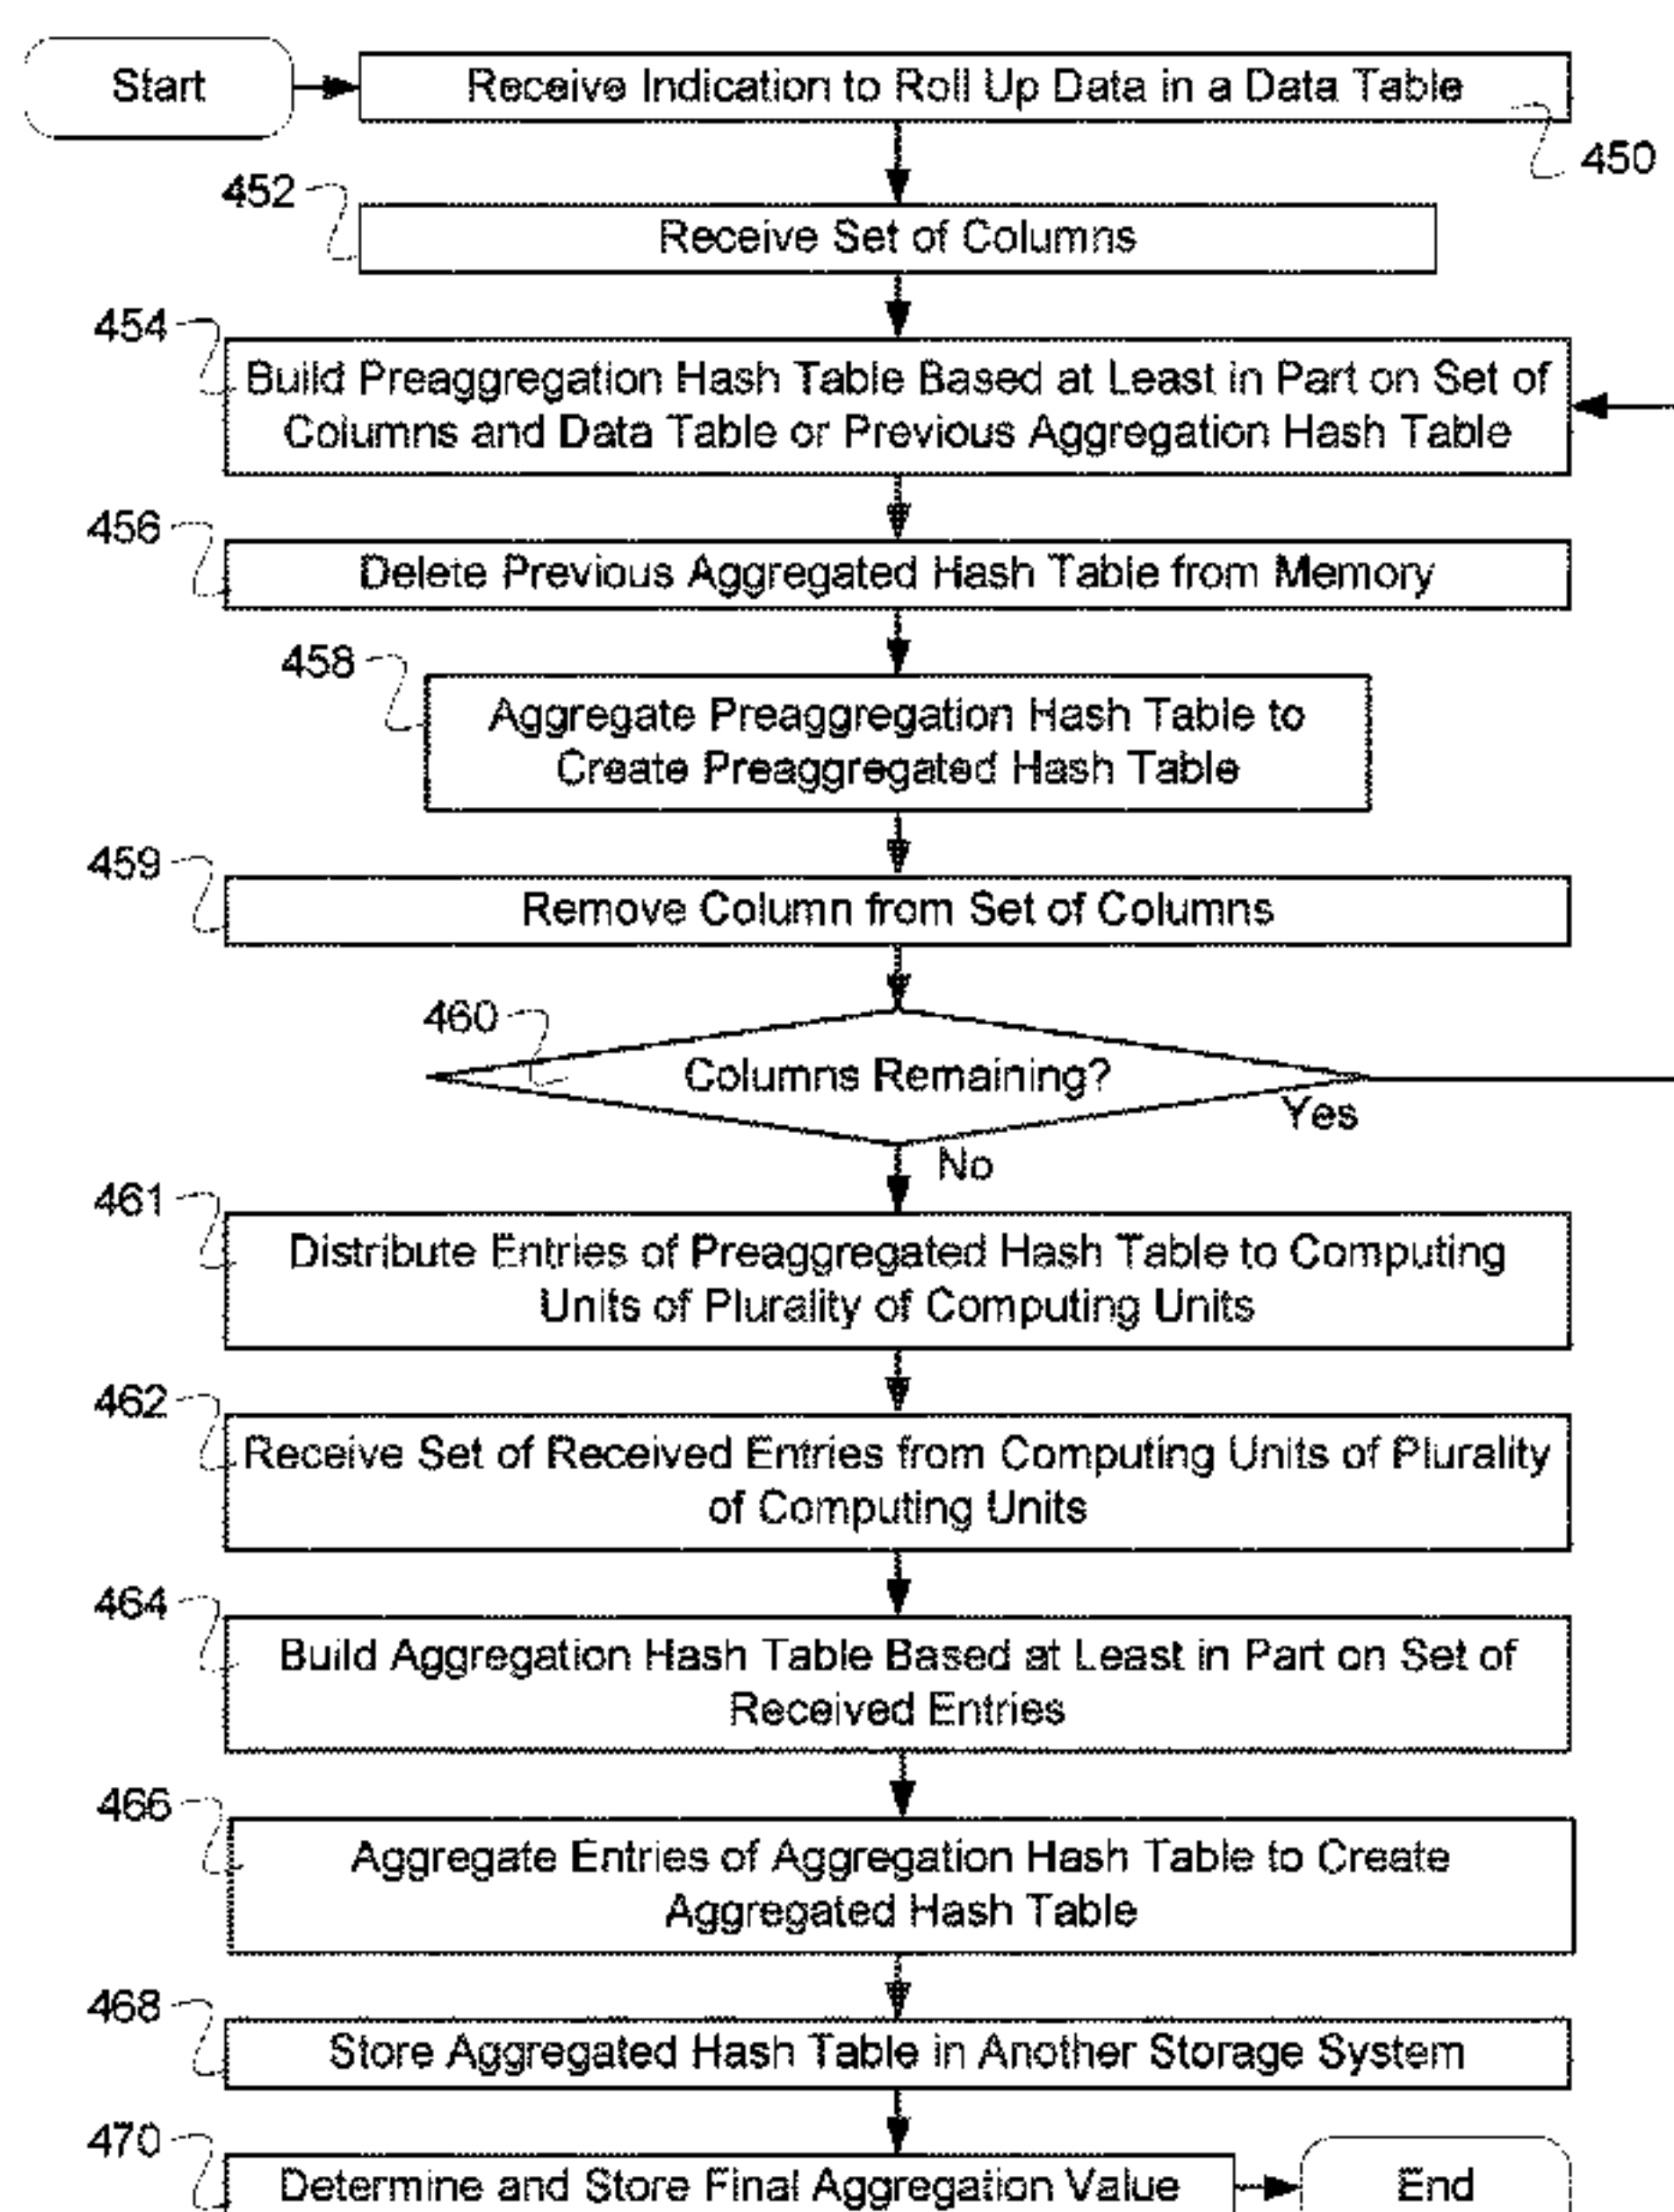 Start
Receive Indication to Roll Up Data in a Data Table
450
452
Receive Set of Columns
454
Build Preaggregation Hash Table Based at Least in Part on Set of
Columns and Data Table or Previous Aggregation Hash Table
456
Delete Previous Aggregated Hash Table from Memory
458
Aggregate Preaggregation Hash Table to
Create Preaggregated Hash Table
459
Remove Column from Set of Columns
460
Columns Remaining?
Yes
No
461
Distribute Entries of Preaggregated Hash Table to Computing
Units of Plurality of Computing Units
462
Receive Set of Received Entries from Computing Units of Plurality
of Computing Units
464
Build Aggregation Hash Table Based at Least in Part on Set of
Received Entries
466
Aggregate Entries of Aggregation Hash Table to Create
Aggregated Hash Table
468
Store Aggregated Hash Table in Another Storage System
470
Determine and Store Final Aggregation Value
End